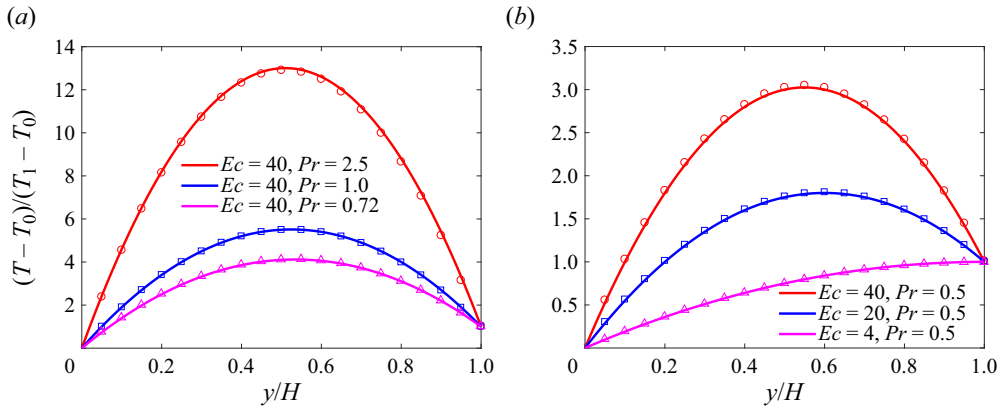 (a)
14
12
10
8
6
4
2
0
0.2
0.4
0.6
0.8
1.0
y/H
(T − T0)/(T1 − T0)
Ec = 40, Pr = 2.5
Ec = 40, Pr = 1.0
Ec = 40, Pr = 0.72
(b)
3.5
3.0
2.5
2.0
1.5
1.0
0.5
0
0.2
0.4
0.6
0.8
1.0
y/H
Ec = 40, Pr = 0.5
Ec = 20, Pr = 0.5
Ec = 4, Pr = 0.5